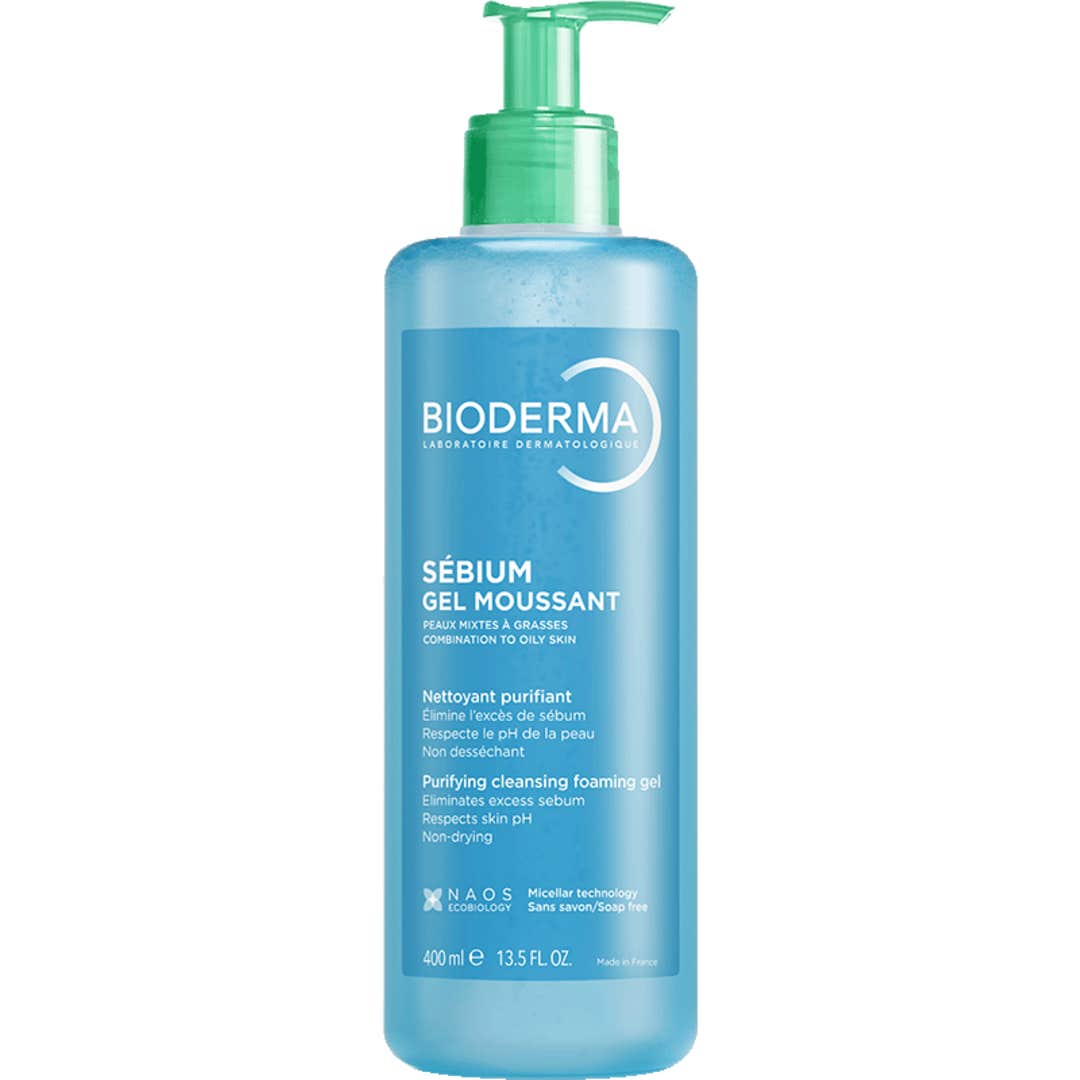 BIODERMA
LABORATOIRE DERMATOLOGIQUE
SÉBIUM
GEL MOUSSANT
PEAUX MIXTES À GRASSES
COMBINATION TO OILY SKIN
Nettoyant purifiant
Élimine l'excès de sébum
Respecte le pH de la peau
Non desséchant
Purifying cleansing foaming gel
Eliminates excess sebum
Respects skin pH
Non-drying
NAOS
ECOBIOLOGY
Micellar technology
Sans savon/Soap free
400 ml ℮ 13.5 FL. OZ.
Made in France